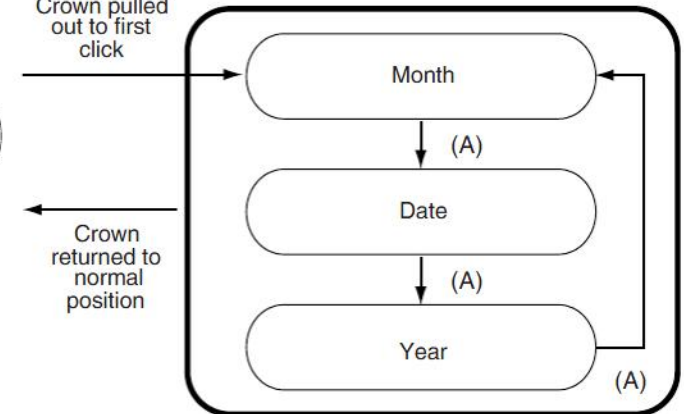 Crown pulled
out to first
click
Month
(A)
Date
Crown
returned to
normal
position
(A)
Year
(A)